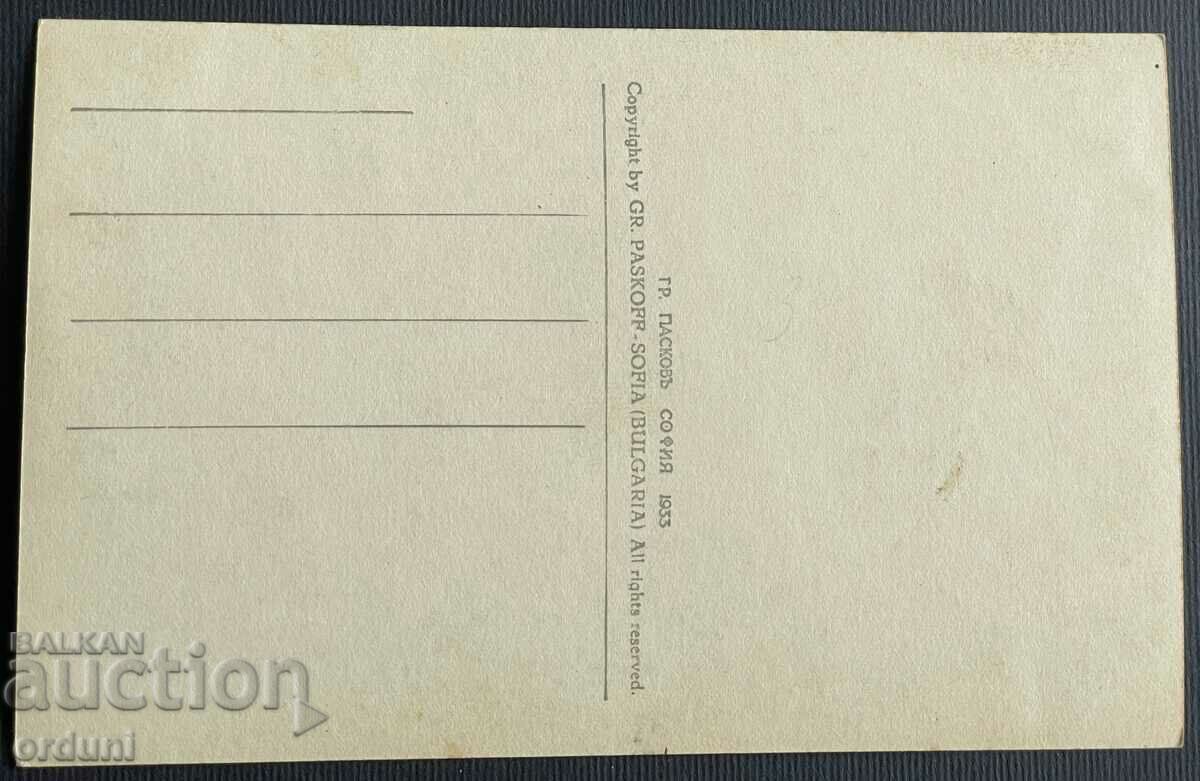 ГР. ПАСКОВЪ СОФИЯ 1933
Copyright by GR. PASKOFF - SOFIA (BULGARIA) All rights reserved.
BALKAN
auction
orduni